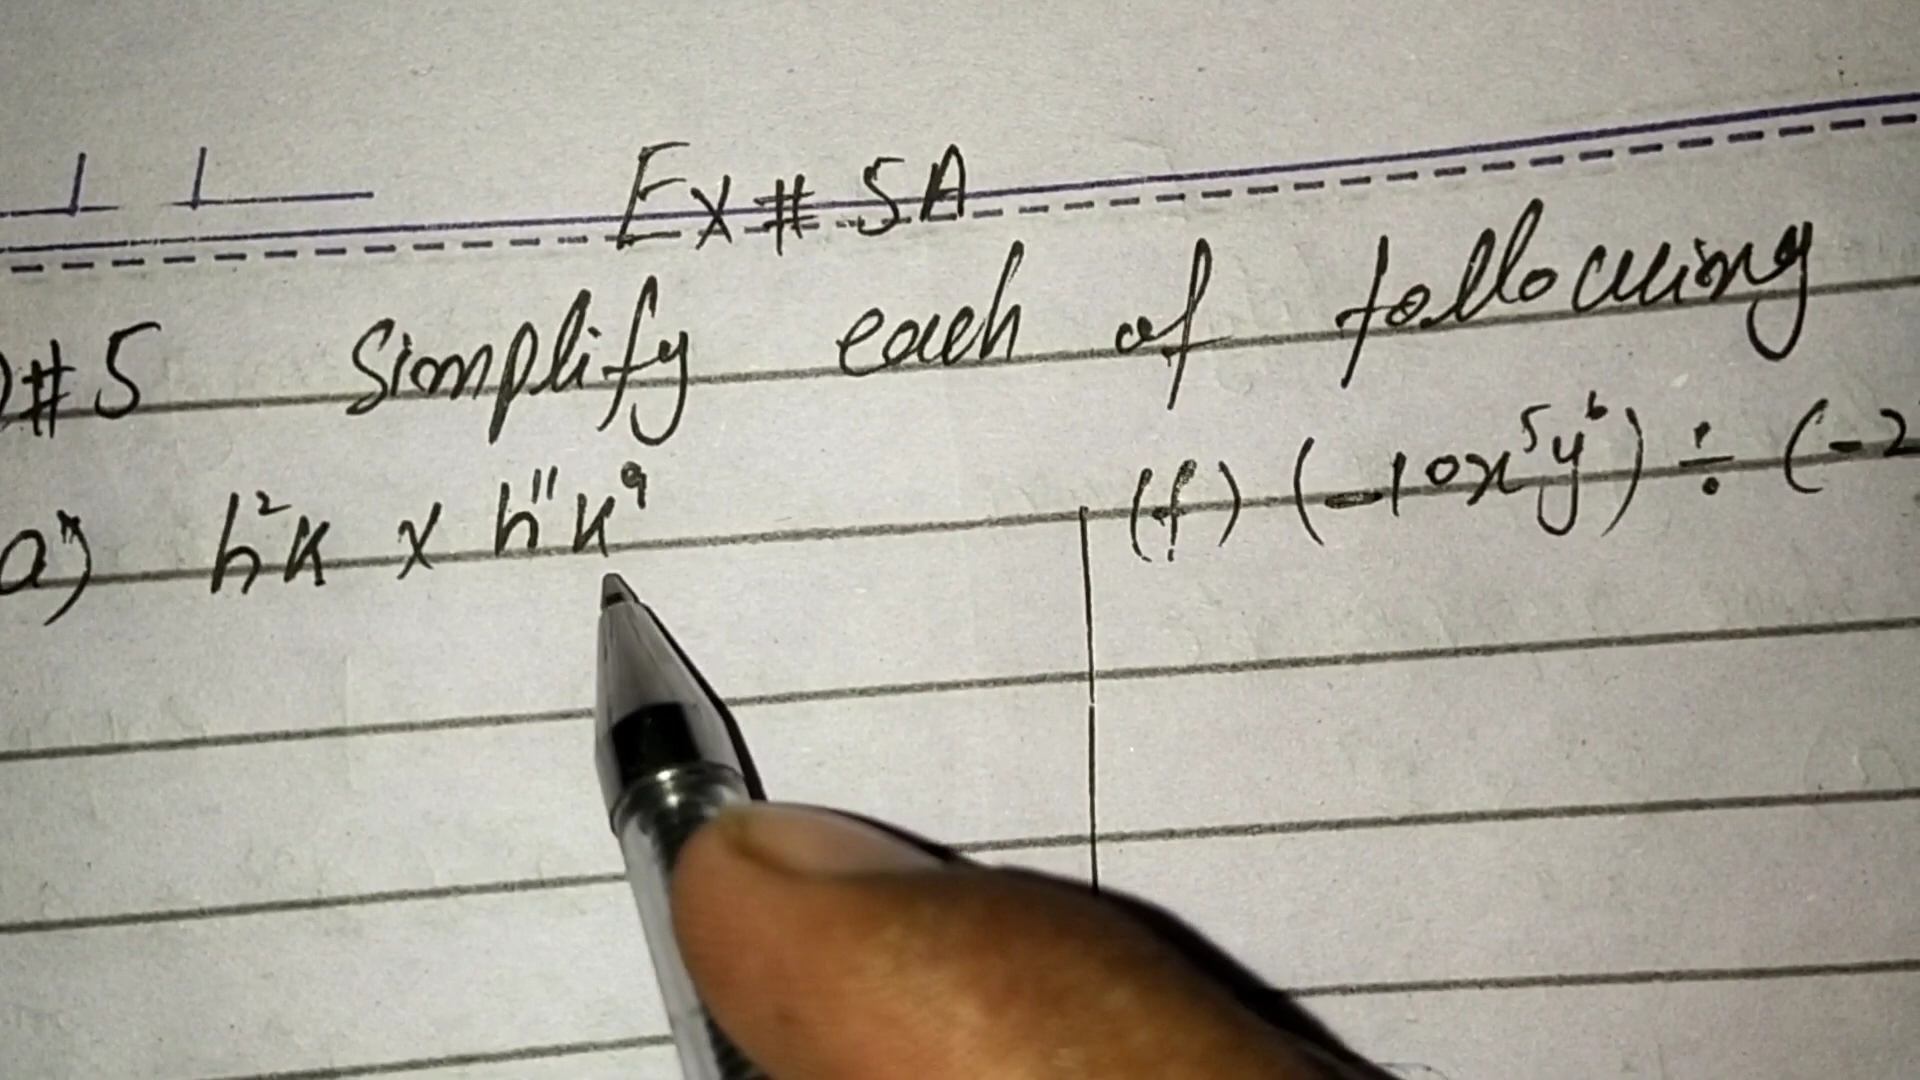 Ex # 5A
Q#5 Simplify each of following
a) h²k × h¹¹k⁹
(f) (-10x⁵y⁶) ÷ (-2